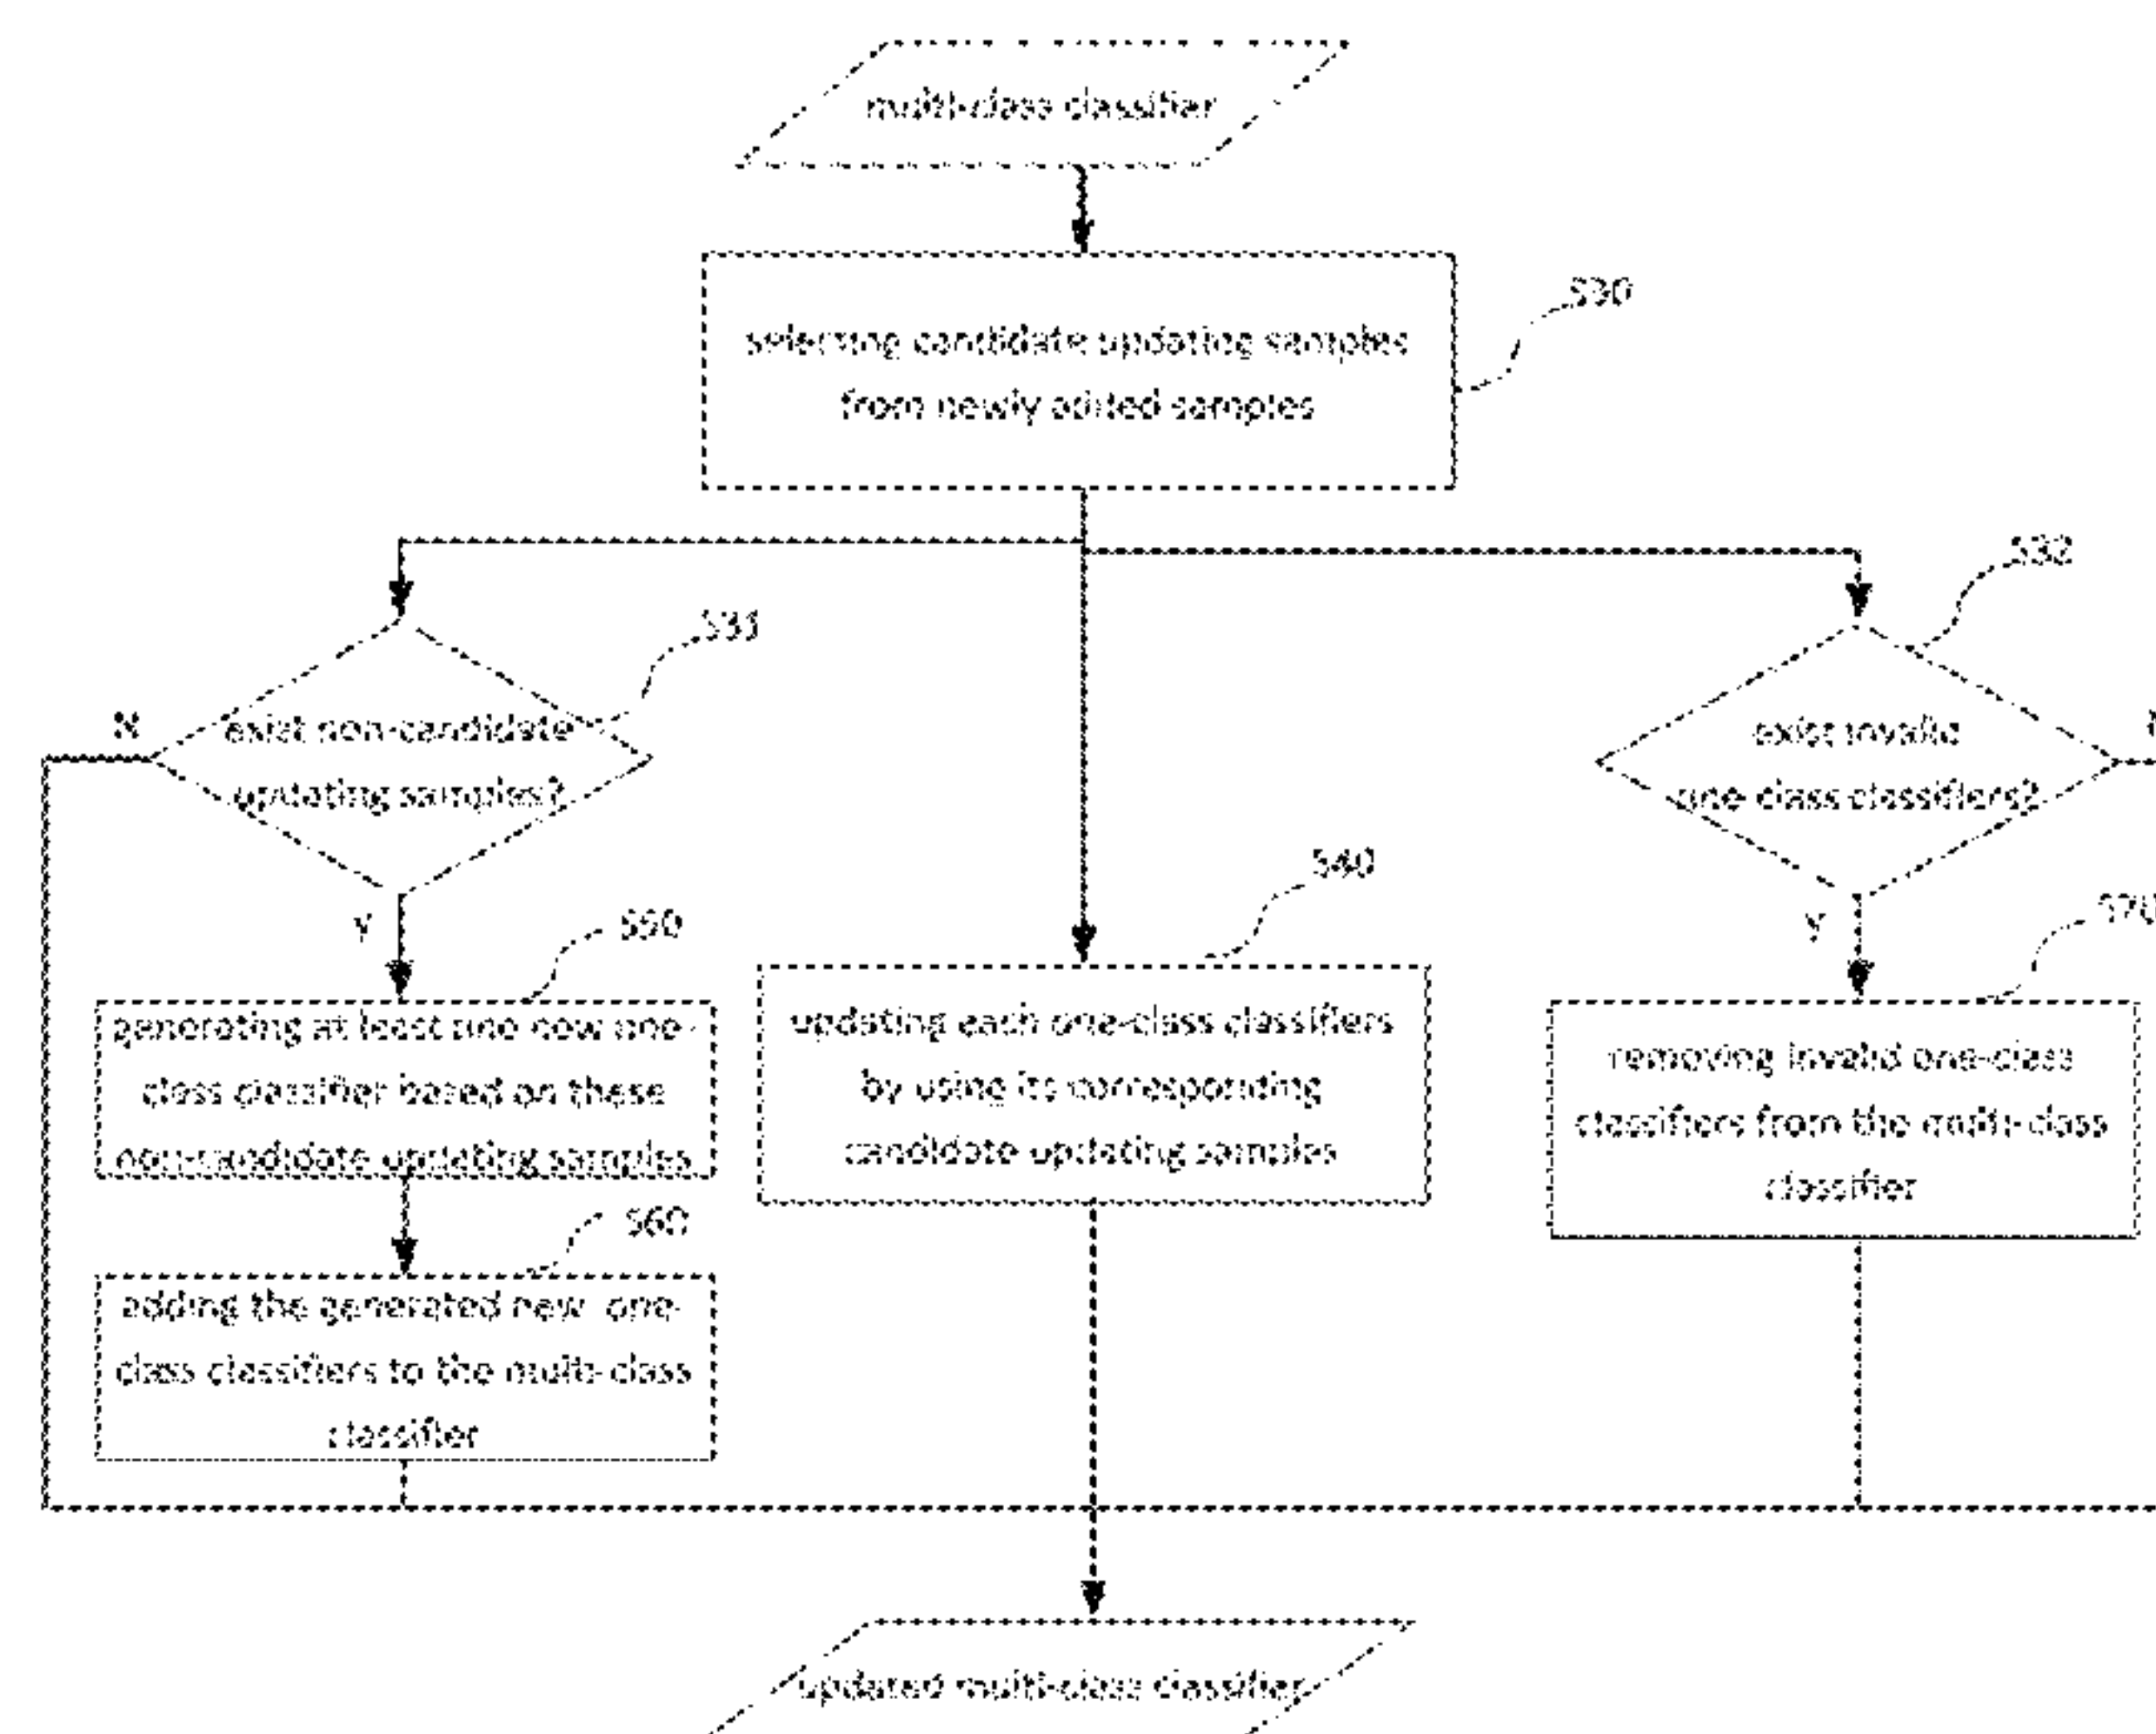 multi-class classifier
S30
selecting candidate updating samples
from newly added samples
S31
S32
N
exist non-candidate
updating samples?
exist invalid
one-class classifiers?
S40
Y
S50
Y
S70
generating at least one new one-
class classifier based on these
non-candidate updating samples
updating each one-class classifiers
by using its corresponding
candidate updating samples
removing invalid one-class
classifiers from the multi-class
classifier
S60
adding the generated new one-
class classifiers to the multi-class
classifier
updated multi-class classifier